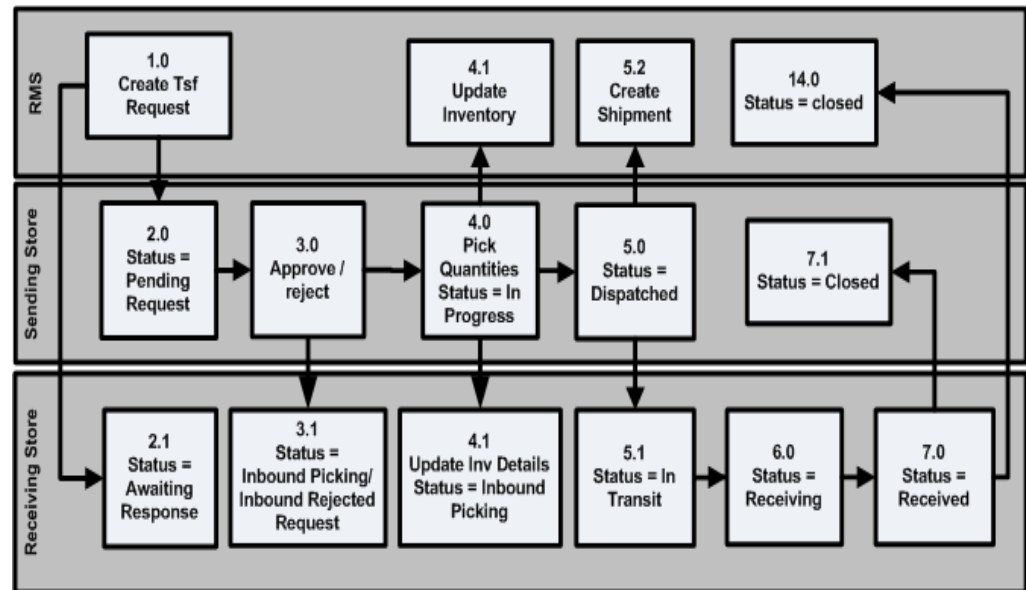 RMS
1.0
Create Tsf
Request
4.1
Update
Inventory
5.2
Create
Shipment
14.0
Status = closed
Sending Store
2.0
Status =
Pending
Request
3.0
Approve /
reject
4.0
Pick
Quantities
Status = In
Progress
5.0
Status =
Dispatched
7.1
Status = Closed
Receiving Store
2.1
Status =
Awaiting
Response
3.1
Status =
Inbound Picking/
Inbound Rejected
Request
4.1
Update Inv Details
Status = Inbound
Picking
5.1
Status = In
Transit
6.0
Status =
Receiving
7.0
Status =
Received